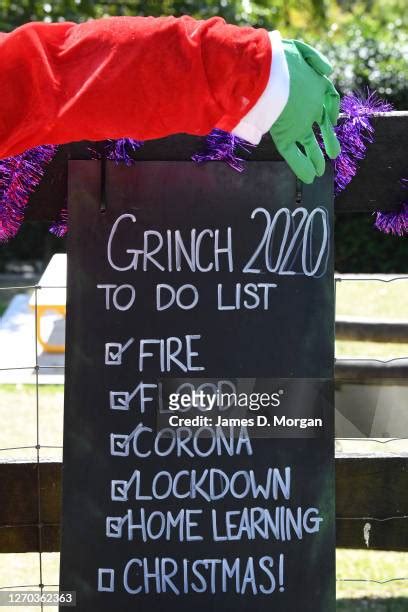 GRINCH 2020
TO DO LIST
FIRE
FLOOD
CORONA
LOCKDOWN
HOME LEARNING
CHRISTMAS!
gettyimages
Credit: James D. Morgan
1270362363